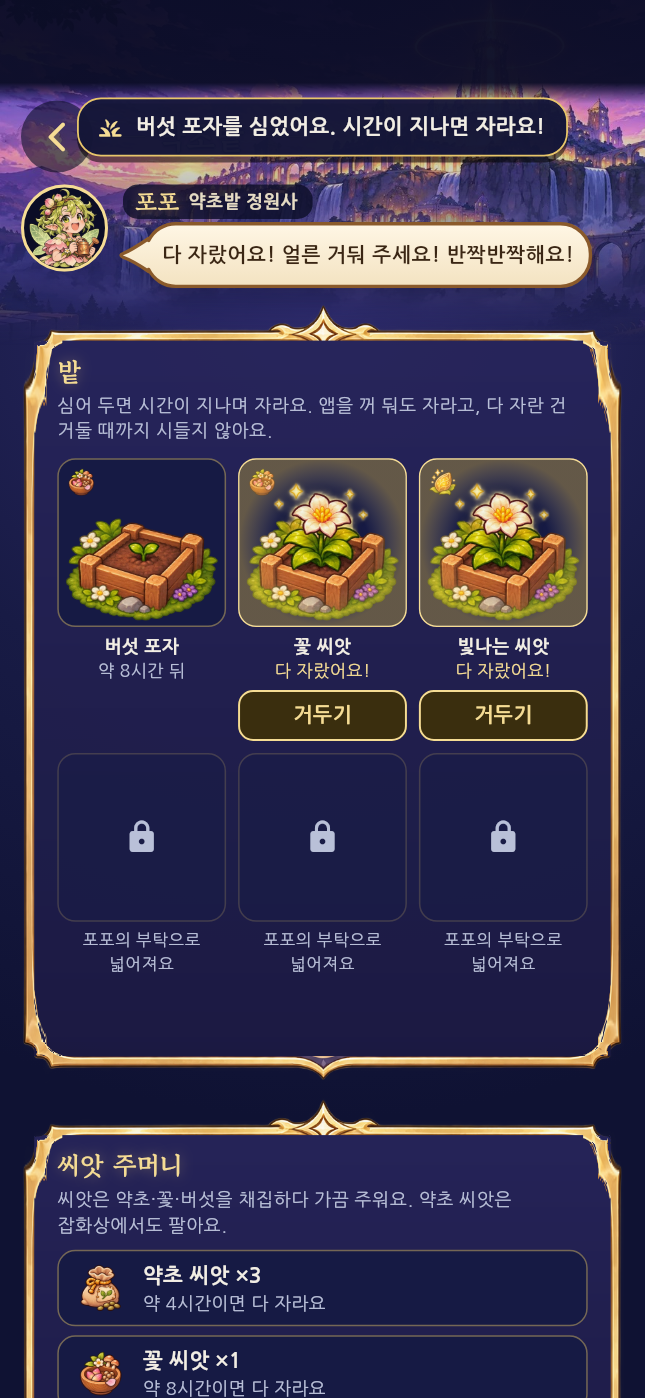 버섯 포자를 심었어요. 시간이 지나면 자라요!
포포 약초밭 정원사
다 자랐어요! 얼른 거둬 주세요! 반짝반짝해요!
밭
심어 두면 시간이 지나며 자라요. 앱을 꺼 둬도 자라고, 다 자란 건
거둘 때까지 시들지 않아요.
버섯 포자
약 8시간 뒤
꽃 씨앗
다 자랐어요!
거두기
빛나는 씨앗
다 자랐어요!
거두기
포포의 부탁으로
넓어져요
포포의 부탁으로
넓어져요
포포의 부탁으로
넓어져요
씨앗 주머니
씨앗은 약초·꽃·버섯을 채집하다 가끔 주워요. 약초 씨앗은
잡화상에서도 팔아요.
약초 씨앗 ×3
약 4시간이면 다 자라요
꽃 씨앗 ×1
약 8시간이면 다 자라요